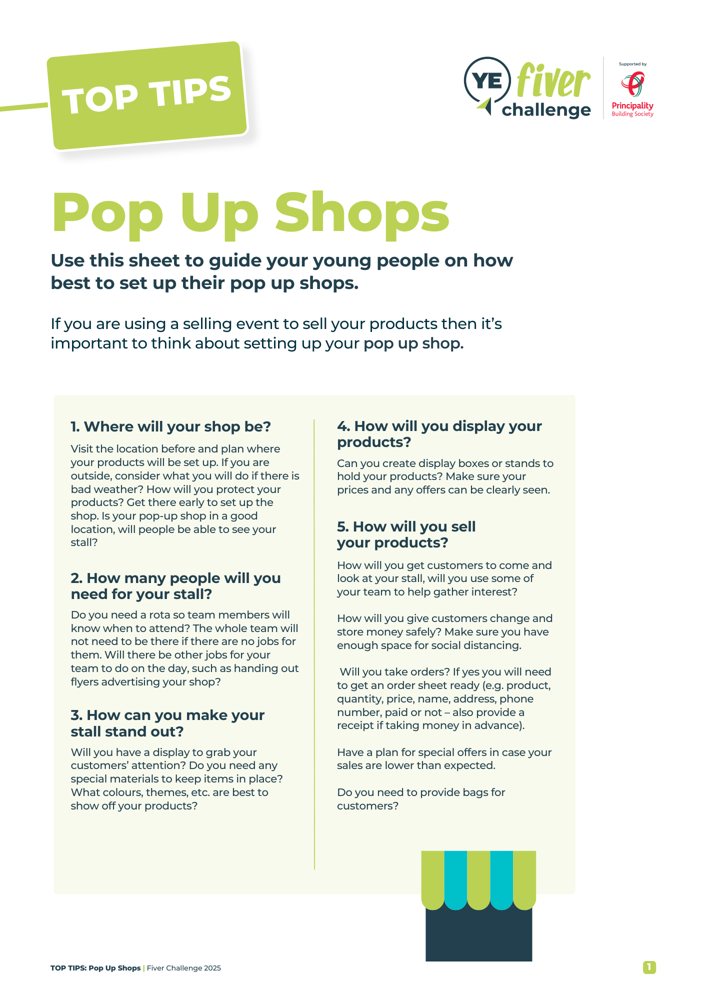 TOP TIPS
YE fiver
challenge
Supported by
Principality
Building Society
Pop Up Shops
Use this sheet to guide your young people on how
best to set up their pop up shops.
If you are using a selling event to sell your products then it’s
important to think about setting up your pop up shop.
1. Where will your shop be?
Visit the location before and plan where
your products will be set up. If you are
outside, consider what you will do if there is
bad weather? How will you protect your
products? Get there early to set up the
shop. Is your pop-up shop in a good
location, will people be able to see your
stall?
2. How many people will you
need for your stall?
Do you need a rota so team members will
know when to attend? The whole team will
not need to be there if there are no jobs for
them. Will there be other jobs for your
team to do on the day, such as handing out
flyers advertising your shop?
3. How can you make your
stall stand out?
Will you have a display to grab your
customers’ attention? Do you need any
special materials to keep items in place?
What colours, themes, etc. are best to
show off your products?
4. How will you display your
products?
Can you create display boxes or stands to
hold your products? Make sure your
prices and any offers can be clearly seen.
5. How will you sell
your products?
How will you get customers to come and
look at your stall, will you use some of
your team to help gather interest?
How will you give customers change and
store money safely? Make sure you have
enough space for social distancing.
Will you take orders? If yes you will need
to get an order sheet ready (e.g. product,
quantity, price, name, address, phone
number, paid or not – also provide a
receipt if taking money in advance).
Have a plan for special offers in case your
sales are lower than expected.
Do you need to provide bags for
customers?
TOP TIPS: Pop Up Shops | Fiver Challenge 2025
1